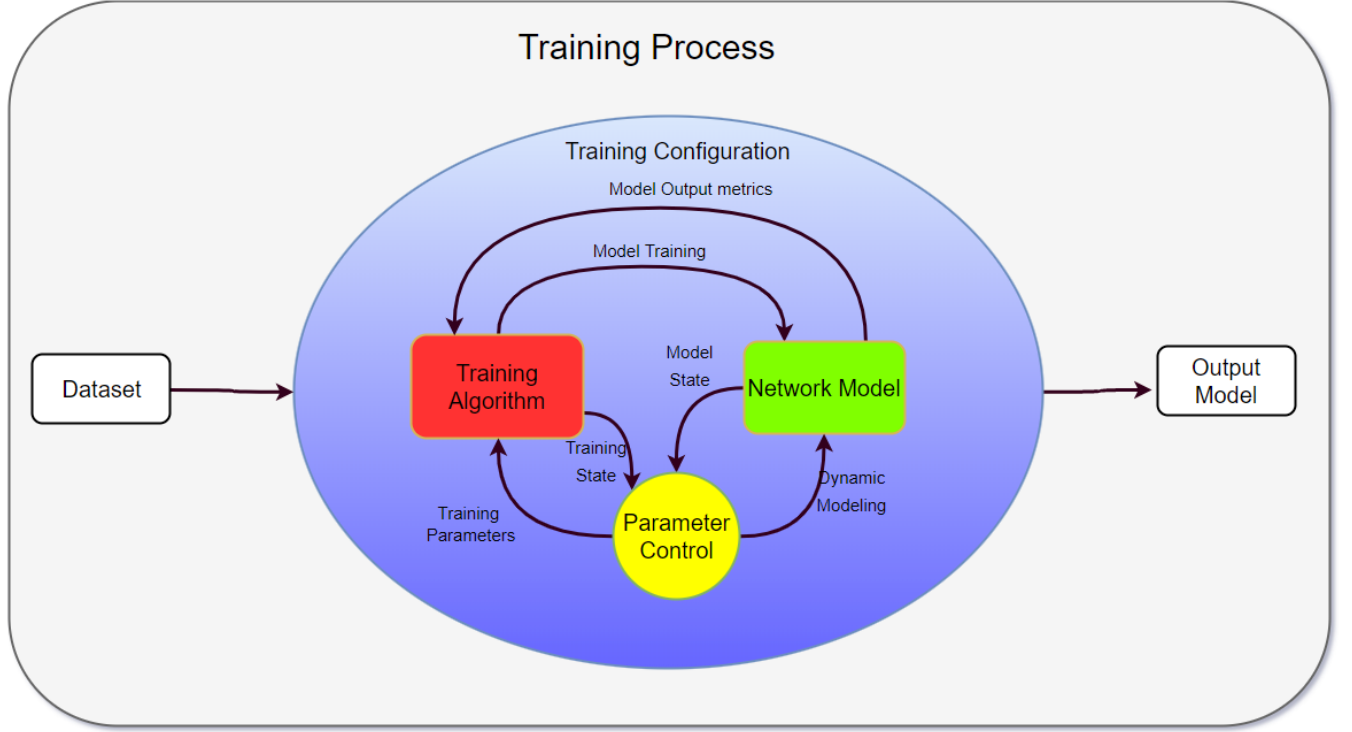 Training Process
Training Configuration
Model Output metrics
Model Training
Dataset
Training
Algorithm
Model
State
Network Model
Output
Model
Training
State
Dynamic
Modeling
Training
Parameters
Parameter
Control